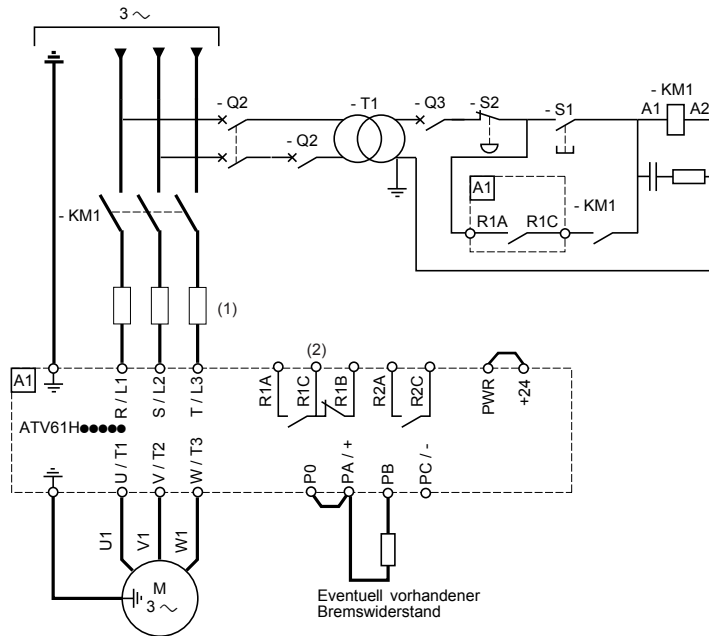 3 ~
- Q2
- T1
- Q3
- S2
- S1
- KM1
A1
A2
- Q2
A1
- KM1
- KM1
R1A
R1C
(1)
(2)
A1
R / L1
S / L2
T / L3
R1A
R1C
R1B
R2A
R2C
PWR
+24
ATV61H●●●●●
U / T1
V / T2
W / T3
P0
PA / +
PB
PC / -
U1
V1
W1
M
3 ~
Eventuell vorhandener
Bremswiderstand